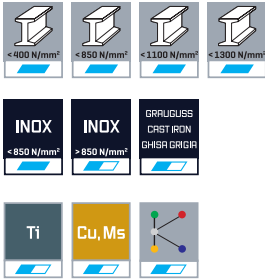 <400 N/mm² <850 N/mm² <1100 N/mm² <1300 N/mm²
INOX INOX GRAUGUSS
CAST IRON
<850 N/mm² >850 N/mm² GHISA GRIGIA
Ti Cu, Ms